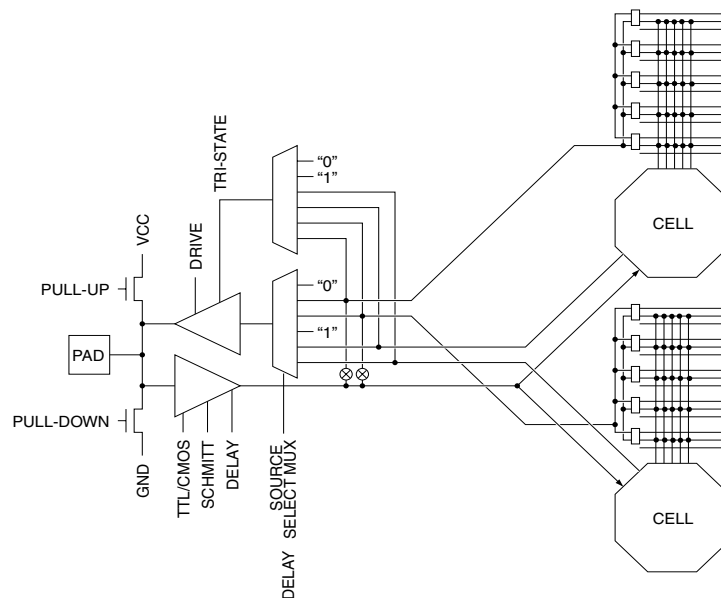 "0"
"1"
TRI-STATE
CELL
VCC
DRIVE
PULL-UP
"0"
"1"
PAD
PULL-DOWN
GND
TTL/CMOS
SCHMITT
DELAY
SOURCE
SELECT MUX
DELAY
CELL